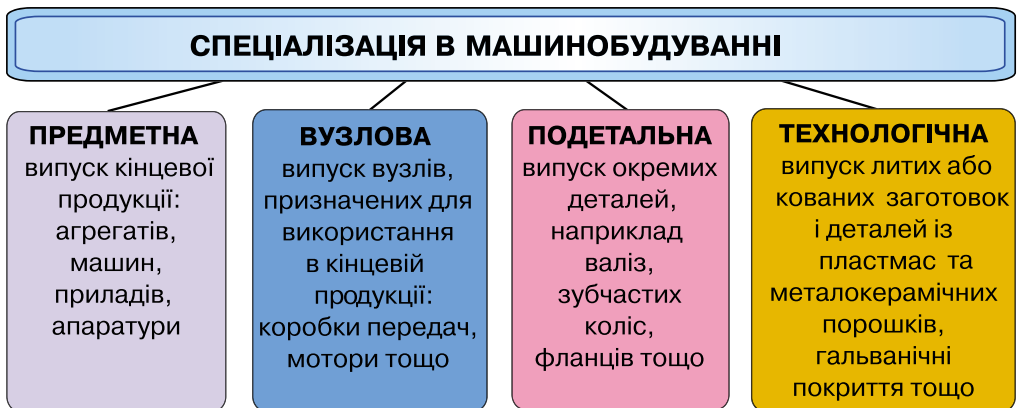 СПЕЦІАЛІЗАЦІЯ В МАШИНОБУДУВАННІ
ПРЕДМЕТНА
випуск кінцевої
продукції:
агрегатів,
машин,
приладів,
апаратури
ВУЗЛОВА
випуск вузлів,
призначених для
використання
в кінцевій
продукції:
коробки передач,
мотори тощо
ПОДЕТАЛЬНА
випуск окремих
деталей,
наприклад
валіз,
зубчастих
коліс,
фланців тощо
ТЕХНОЛОГІЧНА
випуск литих або
кованих заготовок
і деталей із
пластмас та
металокерамічних
порошків,
гальванічні
покриття тощо